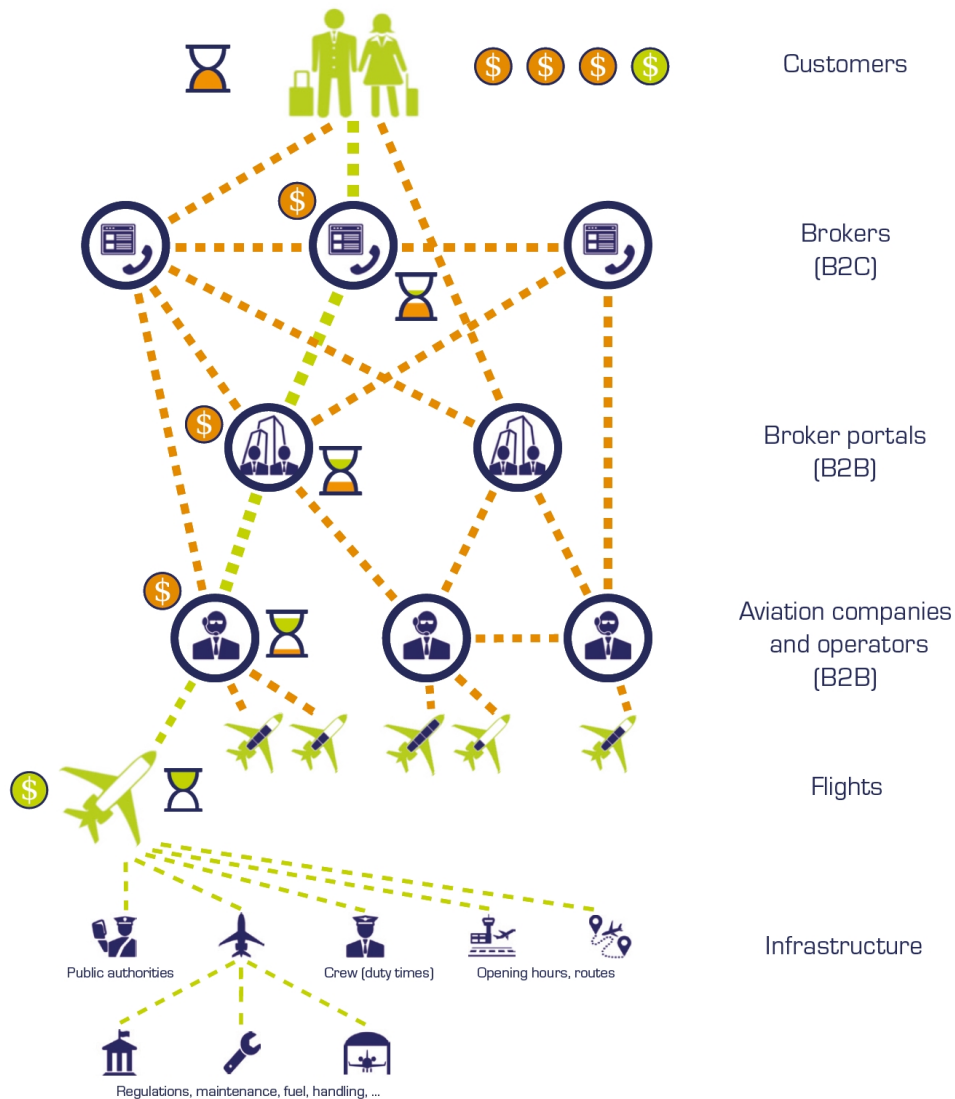 $ $ $ $
Customers
$
Brokers
(B2C)
$
Broker portals
(B2B)
$
Aviation companies
and operators
(B2B)
$
Flights
Infrastructure
Public authorities
Crew (duty times)
Opening hours, routes
Regulations, maintenance, fuel, handling, ...